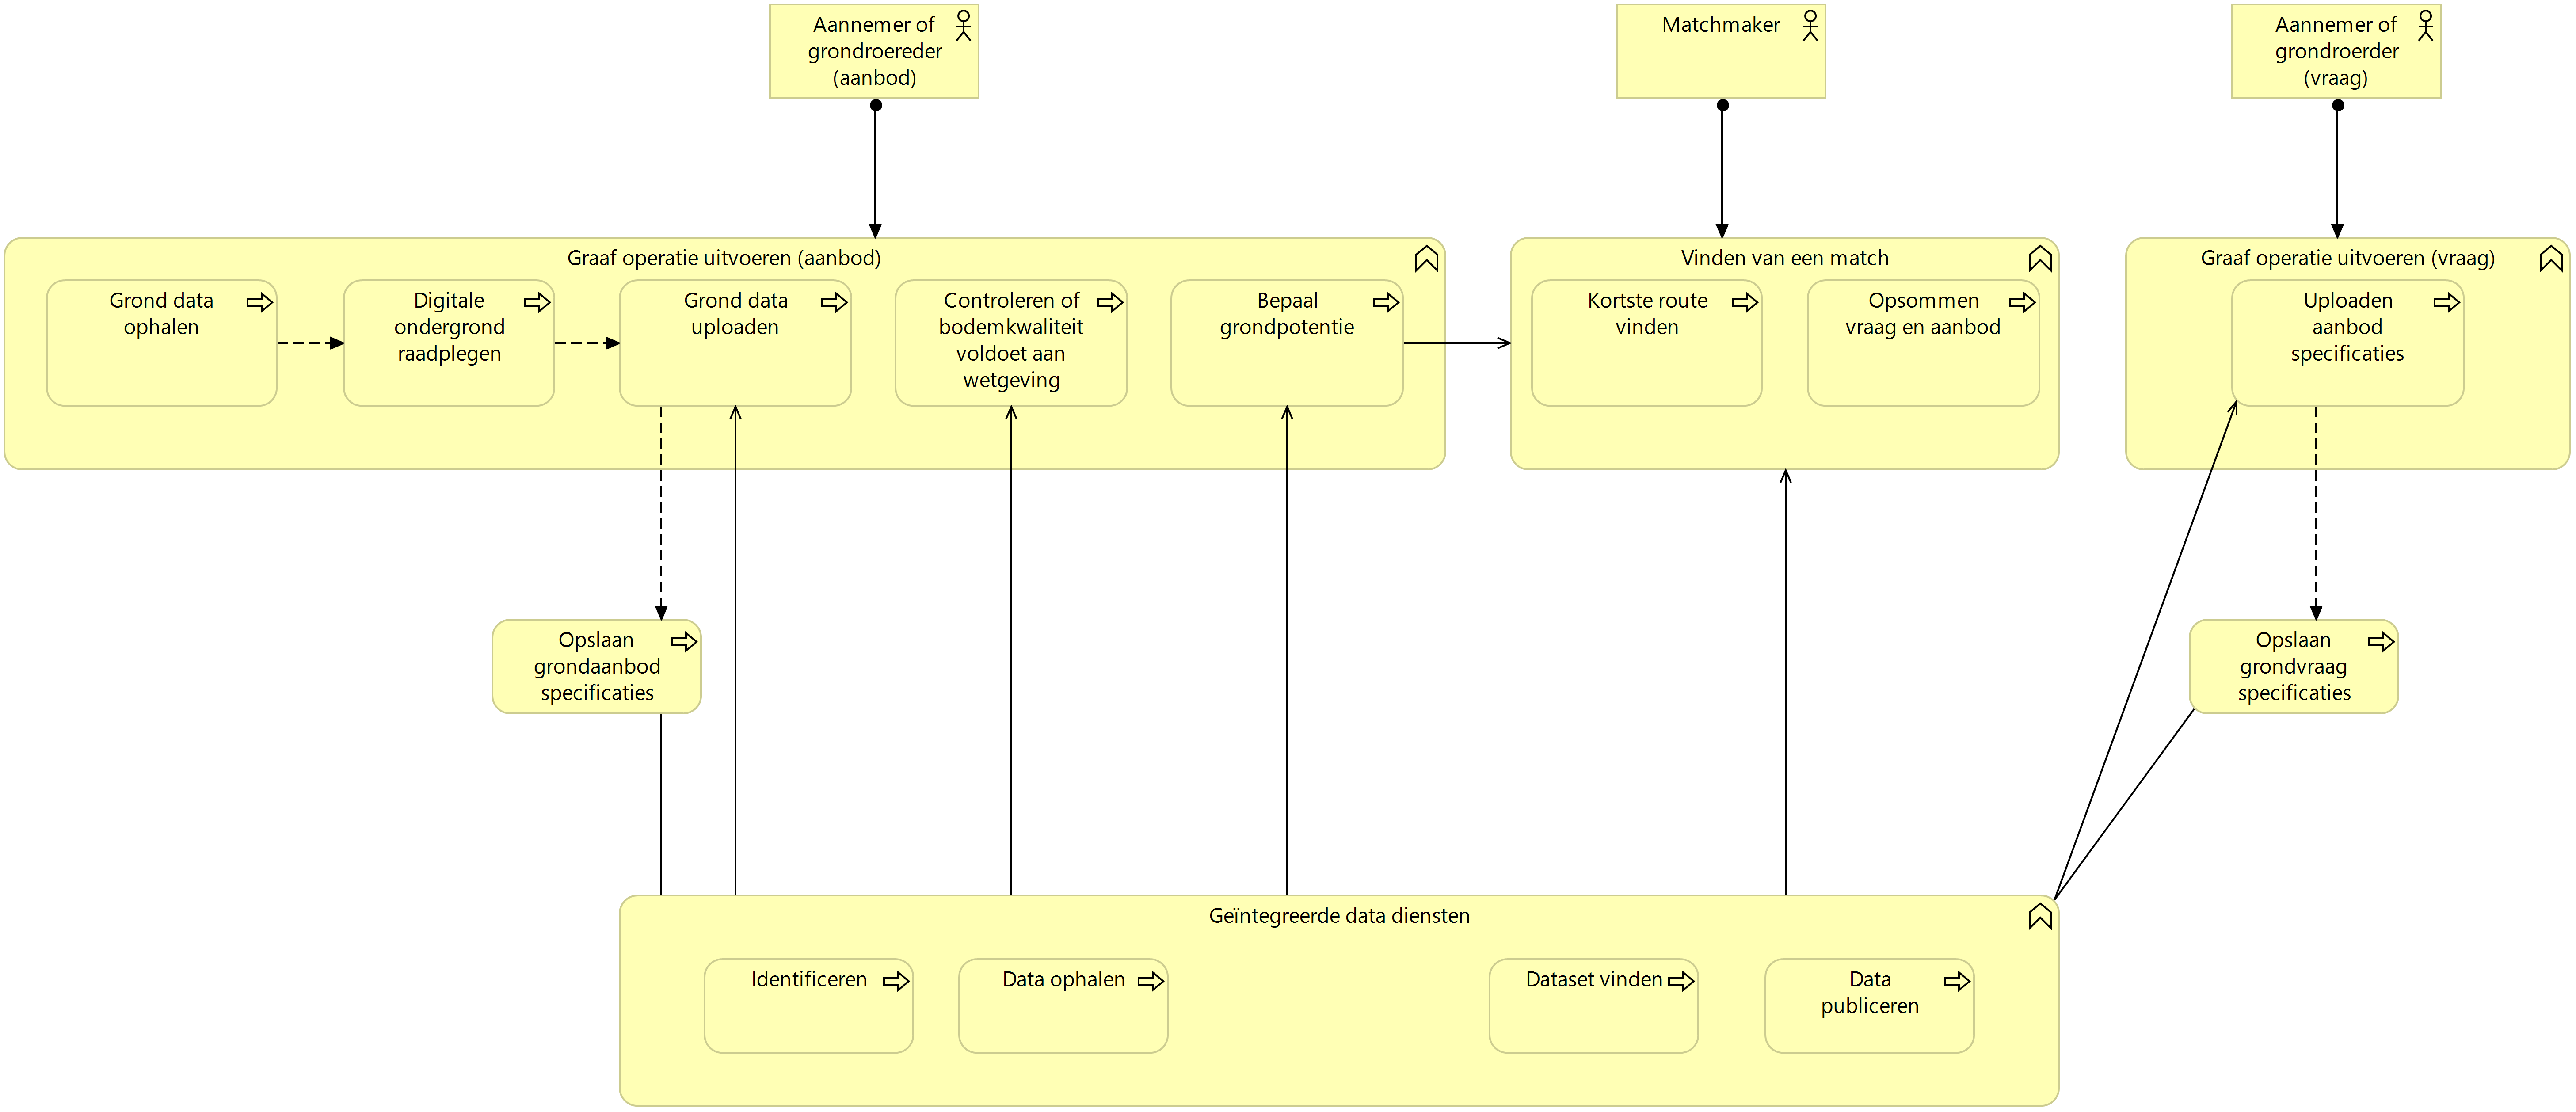 Aannemer of
grondroereder
(aanbod)
Matchmaker
Aannemer of
grondroerder
(vraag)
Graaf operatie uitvoeren (aanbod)
Grond data
ophalen
Digitale
ondergrond
raadplegen
Grond data
uploaden
Controleren of
bodemkwaliteit
voldoet aan
wetgeving
Bepaal
grondpotentie
Vinden van een match
Kortste route
vinden
Opsommen
vraag en aanbod
Graaf operatie uitvoeren (vraag)
Uploaden
aanbod
specificaties
Opslaan
grondaanbod
specificaties
Opslaan
grondvraag
specificaties
Geïntegreerde data diensten
Identificeren
Data ophalen
Dataset vinden
Data
publiceren